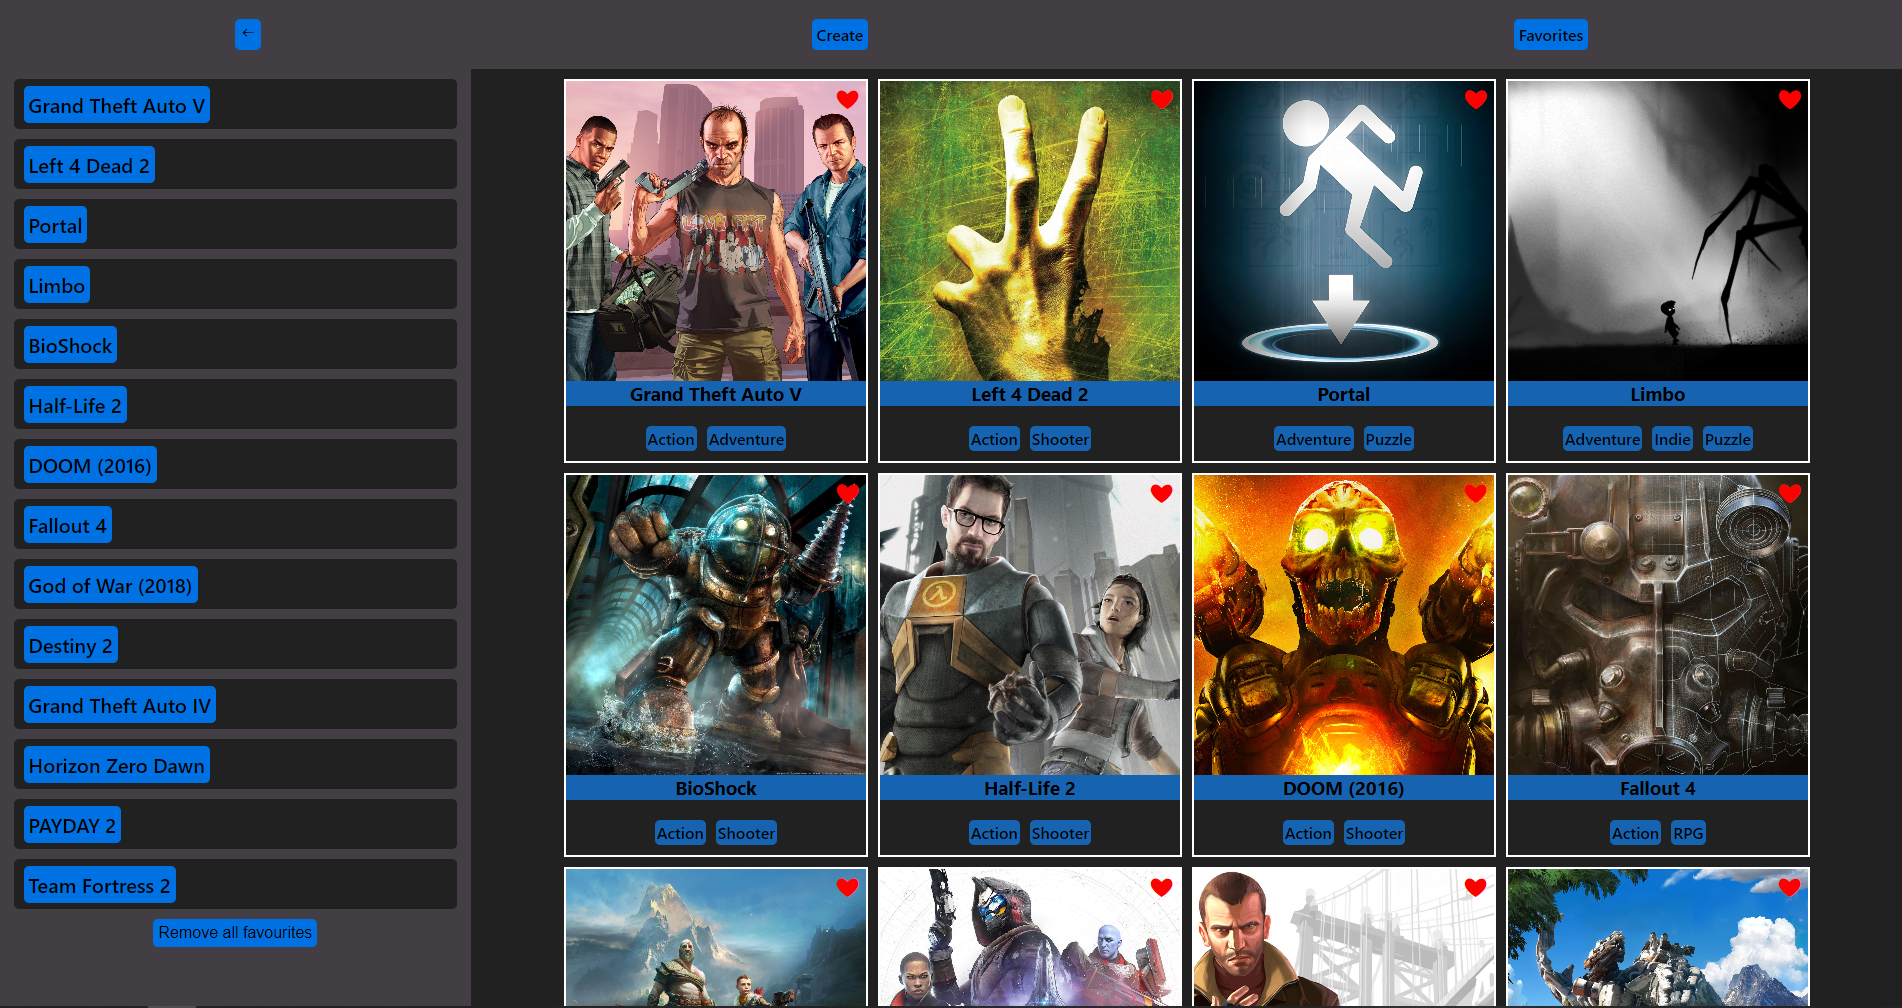 ←
Create
Favorites
Grand Theft Auto V
Left 4 Dead 2
Portal
Limbo
BioShock
Half-Life 2
DOOM (2016)
Fallout 4
God of War (2018)
Destiny 2
Grand Theft Auto IV
Horizon Zero Dawn
PAYDAY 2
Team Fortress 2
Remove all favourites
Grand Theft Auto V
Action Adventure
Left 4 Dead 2
Action Shooter
Portal
Adventure Puzzle
Limbo
Adventure Indie Puzzle
BioShock
Action Shooter
Half-Life 2
Action Shooter
DOOM (2016)
Action Shooter
Fallout 4
Action RPG